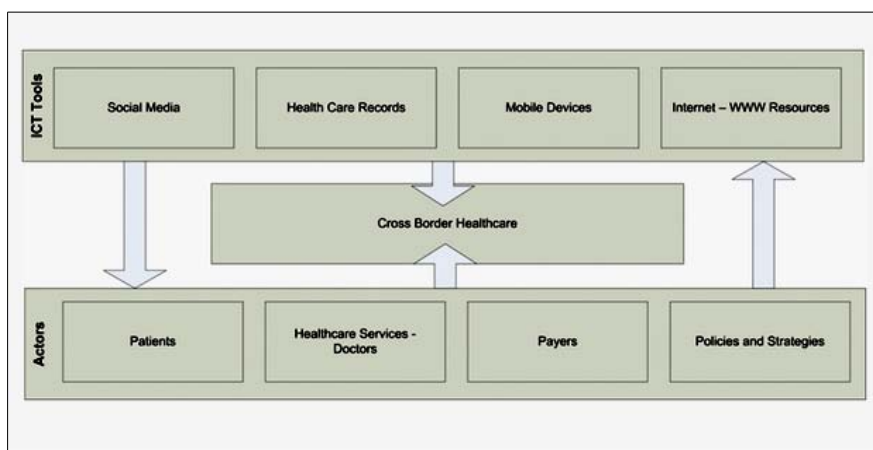 ICT Tools
Social Media
Health Care Records
Mobile Devices
Internet – WWW Resources
Cross Border Healthcare
Actors
Patients
Healthcare Services -
Doctors
Payers
Policies and Strategies